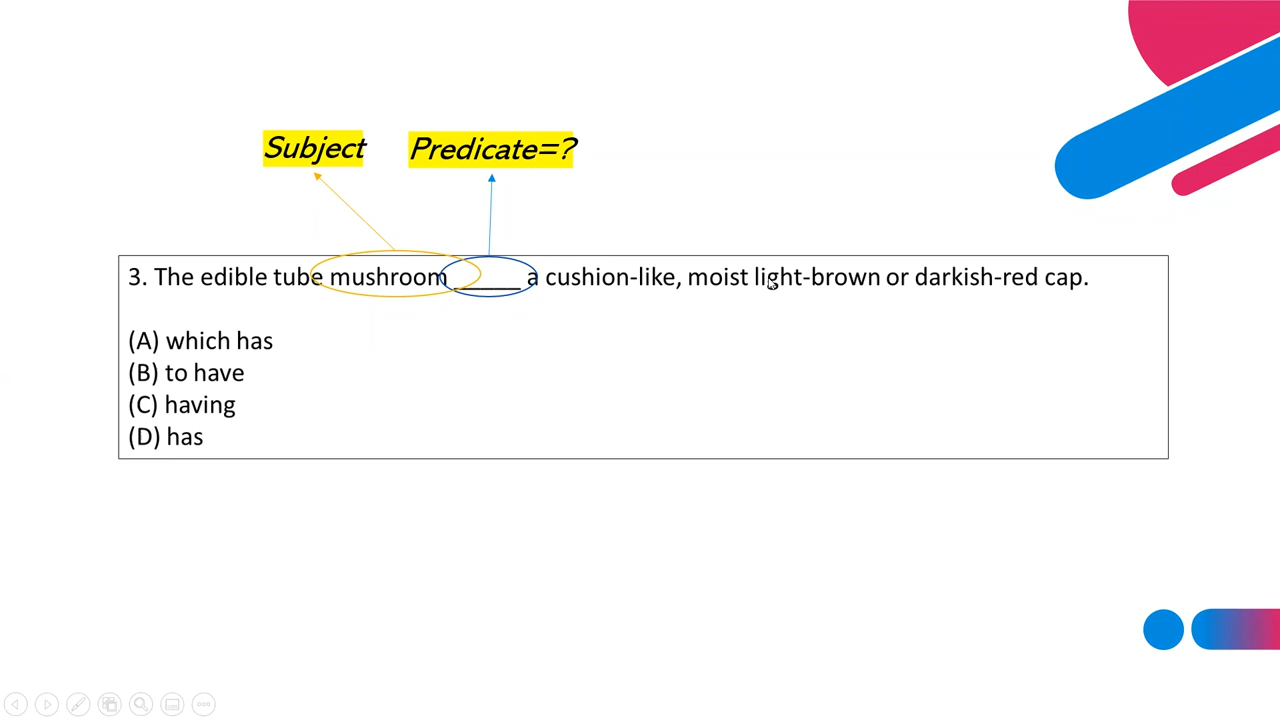 Subject Predicate=?
3. The edible tube mushroom _____ a cushion-like, moist light-brown or darkish-red cap.
(A) which has
(B) to have
(C) having
(D) has